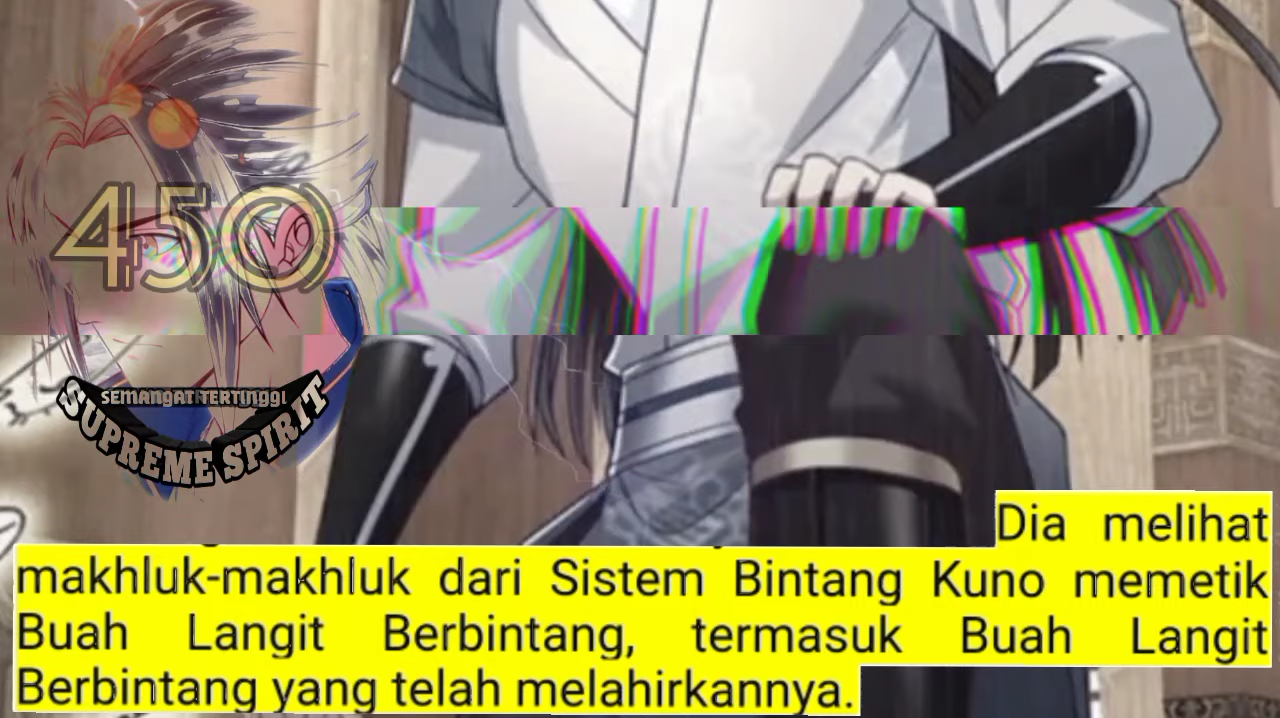 450
SEMANGAT TERTINGGI
SUPREME SPIRIT
Dia melihat
makhluk-makhluk dari Sistem Bintang Kuno memetik
Buah Langit Berbintang, termasuk Buah Langit
Berbintang yang telah melahirkannya.